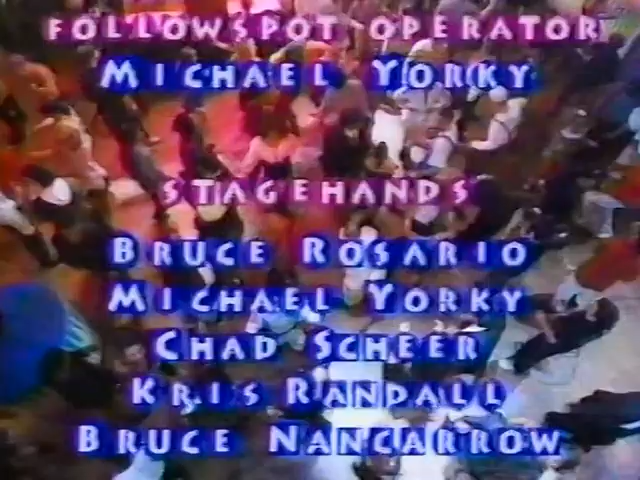 FOLLOWSPOT OPERATOR
MICHAEL YORKY
STAGEHANDS
BRUCE ROSARIO
MICHAEL YORKY
CHAD SCHEER
KRIS RANDALL
BRUCE NANCARROW